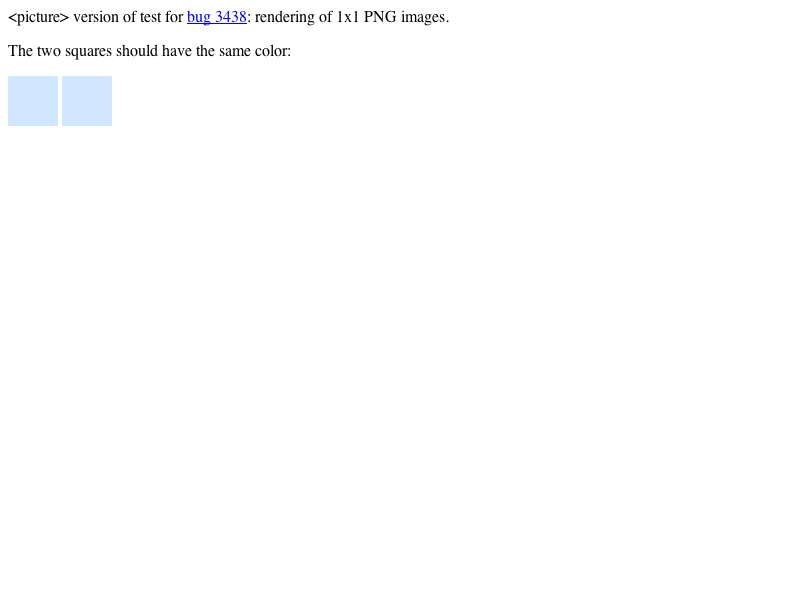 <picture> version of test for bug 3438: rendering of 1x1 PNG images.
The two squares should have the same color: